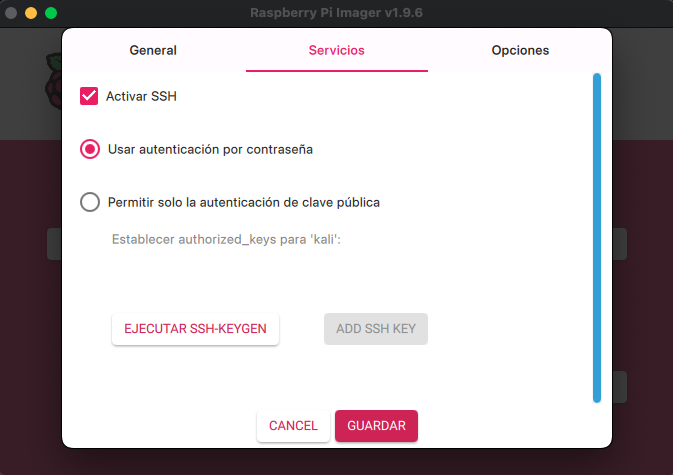 Raspberry Pi Imager v1.9.6
General
Servicios
Opciones
Activar SSH
Usar autenticación por contraseña
Permitir solo la autenticación de clave pública
Establecer authorized_keys para 'kali':
EJECUTAR SSH-KEYGEN
ADD SSH KEY
CANCEL
GUARDAR